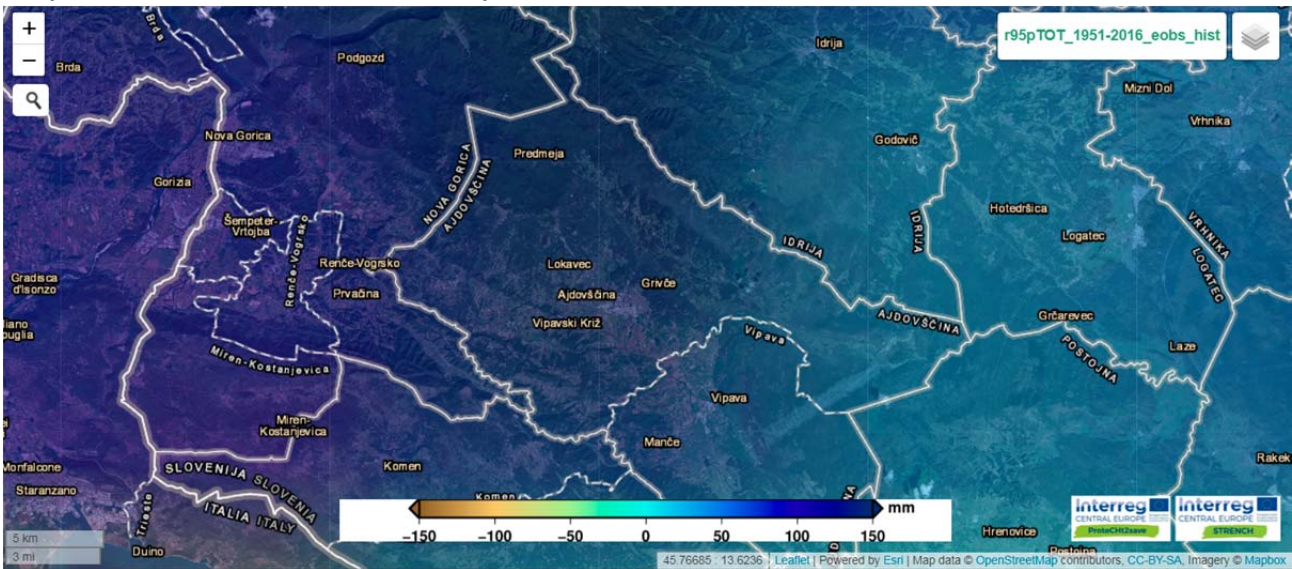 +
−
r95pTOT_1951-2016_eobs_hist
Brda
Idrija
Podgozd
Brda
Mizni Dol
Vrhnika
Nova Gorica
Godovič
Predmeja
Gorizia
NOVA GORICA
AJDOVŠČINA
Hotedršica
Šempeter-
Vrtojba
IDRIJA
IDRIJA
Logatec
VRHNIKA
LOGATEC
Renče-Vogrsko
Renče-Vogrsko
Lokavec
Gradisca
d'Isonzo
Grivče
Prvačina
Ajdovščina
AJDOVŠČINA
Grčarevec
Vipavski Križ
Vipava
Laze
POSTOJNA
Miren-Kostanjevica
Vipava
Miren-
Kostanjevica
Manče
Rakek
Monfalcone
SLOVENIJA SLOVENIA
Komen
Staranzano
Komen
ITALIA ITALY
Trieste
Duino
mm
−150 −100 −50 0 50 100 150
Hrenovice
Postojna
Interreg
CENTRAL EUROPE
ProteCHt2save
Interreg
CENTRAL EUROPE
STRENCH
5 km
3 mi
45.76685 : 13.6236 Leaflet | Powered by Esri | Map data © OpenStreetMap contributors, CC-BY-SA, Imagery © Mapbox